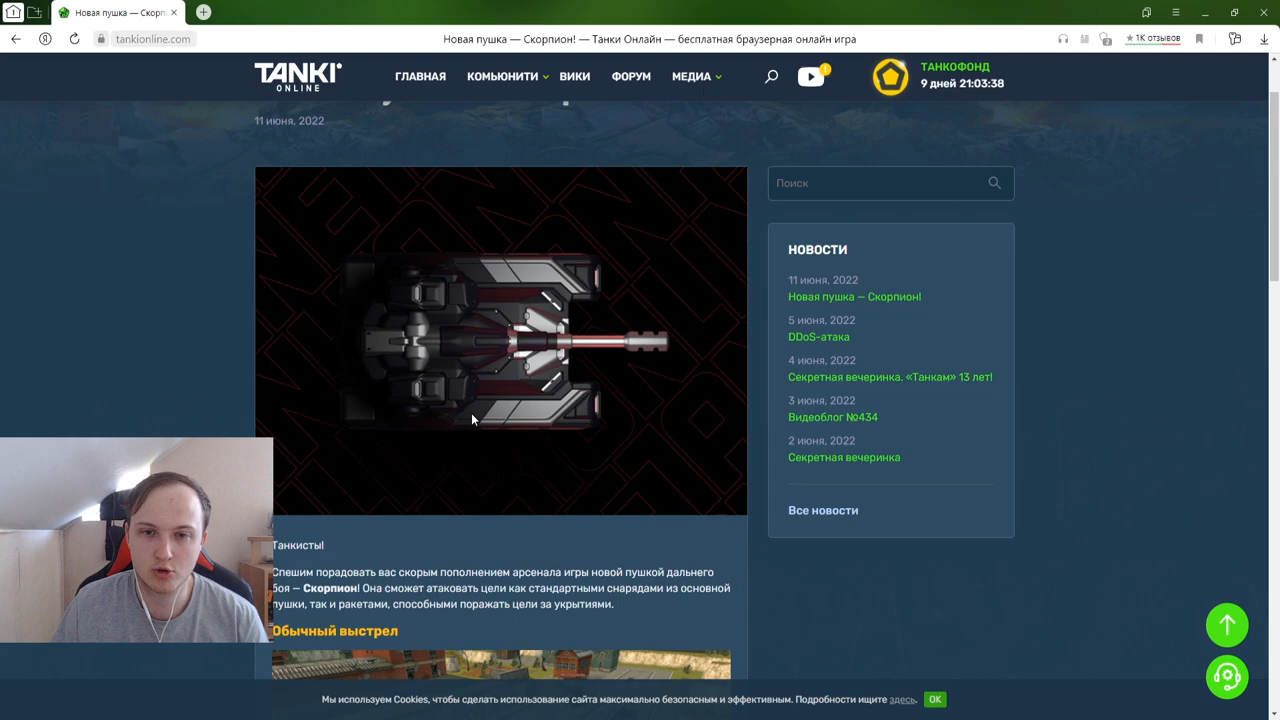 Новая пушка — Скорп
tankionline.com
Новая пушка — Скорпион! — Танки Онлайн — бесплатная браузерная онлайн игра
1К отзывов
TANKI
ONLINE
ГЛАВНАЯ
КОМЬЮНИТИ
ВИКИ
ФОРУМ
МЕДИА
ТАНКОФОНД
9 дней 21:03:38
11 июня, 2022
Поиск
НОВОСТИ
11 июня, 2022
Новая пушка — Скорпион!
5 июня, 2022
DDoS-атака
4 июня, 2022
Секретная вечеринка. «Танкам» 13 лет!
3 июня, 2022
Видеоблог №434
2 июня, 2022
Секретная вечеринка
Все новости
Танкисты!
Спешим порадовать вас скорым пополнением арсенала игры новой пушкой дальнего
боя — Скорпион! Она сможет атаковать цели как стандартными снарядами из основной
пушки, так и ракетами, способными поражать цели за укрытиями.
Обычный выстрел
Мы используем Cookies, чтобы сделать использование сайта максимально безопасным и эффективным. Подробности ищите здесь.
OK